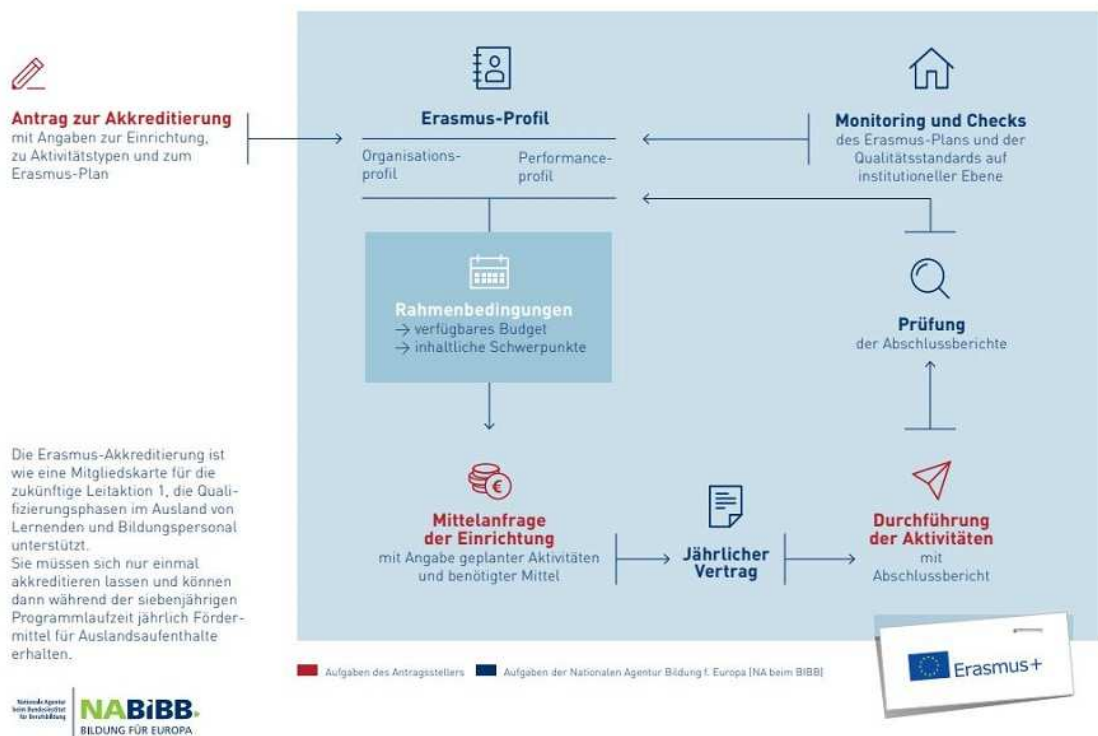 Antrag zur Akkreditierung
mit Angaben zur Einrichtung,
zu Aktivitätstypen und zum
Erasmus-Plan
Erasmus-Profil
Organisations-
profil
Performance-
profil
Monitoring und Checks
des Erasmus-Plans und der
Qualitätsstandards auf
institutioneller Ebene
Rahmenbedingungen
→ verfügbares Budget
→ inhaltliche Schwerpunkte
Prüfung
der Abschlussberichte
Mittelanfrage
der Einrichtung
mit Angabe geplanter Aktivitäten
und benötigter Mittel
Jährlicher
Vertrag
Durchführung
der Aktivitäten
mit
Abschlussbericht
Die Erasmus-Akkreditierung ist
wie eine Mitgliedskarte für die
zukünftige Leitaktion 1, die Quali-
fizierungsphasen im Ausland von
Lernenden und Bildungspersonal
unterstützt.
Sie müssen sich nur einmal
akkreditieren lassen und können
dann während der siebenjährigen
Programmlaufzeit jährlich Förder-
mittel für Auslandsaufenthalte
erhalten.
Aufgaben des Antragsstellers
Aufgaben der Nationalen Agentur Bildung f. Europa (NA beim BIBB)
Erasmus+
Nationale Agentur
beim Bundesinstitut
für Berufsbildung
NABiBB.
BILDUNG FÜR EUROPA